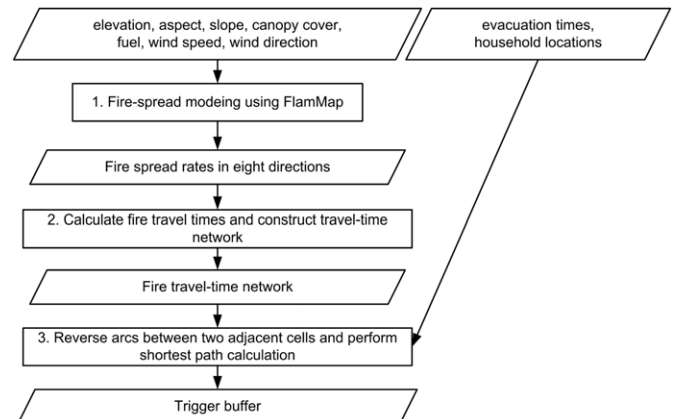 elevation, aspect, slope, canopy cover,
fuel, wind speed, wind direction
evacuation times,
household locations
1. Fire-spread modeing using FlamMap
Fire spread rates in eight directions
2. Calculate fire travel times and construct travel-time
network
Fire travel-time network
3. Reverse arcs between two adjacent cells and perform
shortest path calculation
Trigger buffer